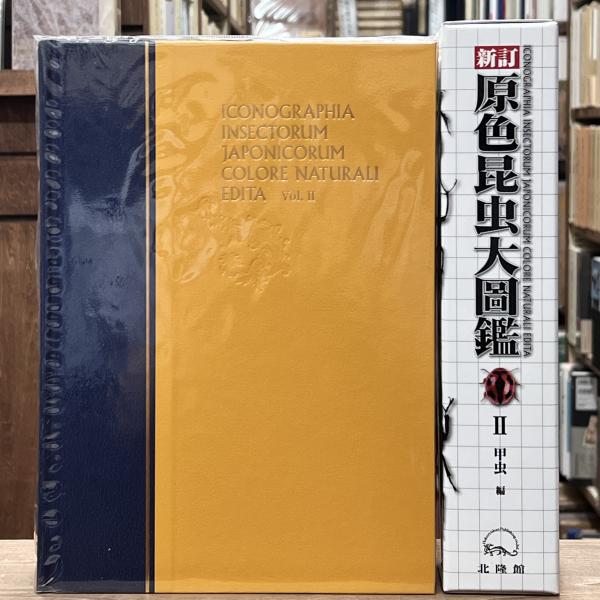 ICONOGRAPHIA
INSECTORUM
JAPONICORUM
COLORE NATURALI
EDITA Vol. II
新訂
原色昆虫大圖鑑
ICONOGRAPHIA INSECTORUM JAPONICORUM COLORE NATURALI EDITA
II
甲虫 編
北隆館